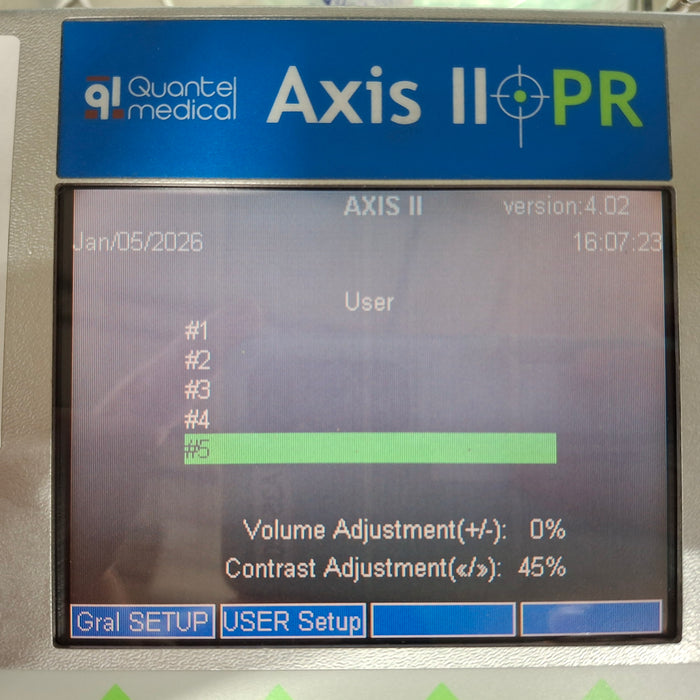 Quantel medical
Axis II PR
AXIS II version:4.02
Jan/05/2026 16:07:23
User
#1
#2
#3
#4
#5
Volume Adjustment(+/-): 0%
Contrast Adjustment(«/»): 45%
Gral SETUP USER Setup